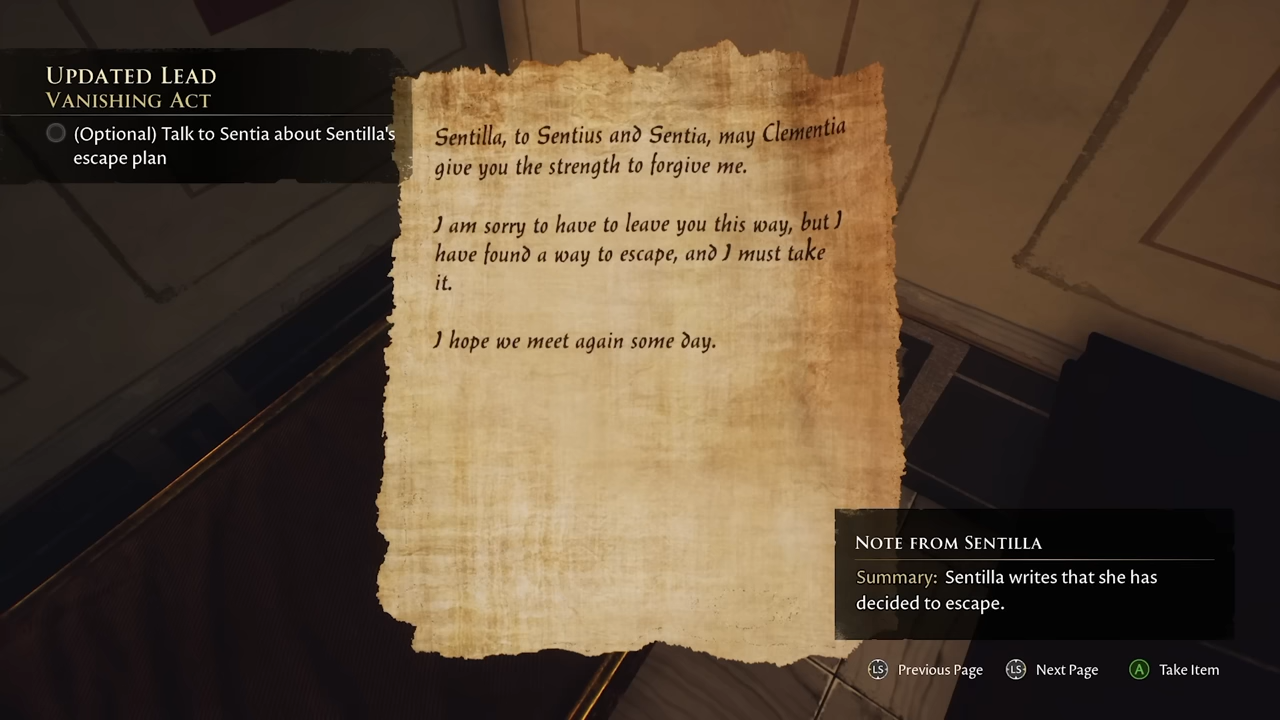 UPDATED LEAD
VANISHING ACT
(Optional) Talk to Sentia about Sentilla's
escape plan
Sentilla, to Sentius and Sentia, may Clementia
give you the strength to forgive me.
I am sorry to have to leave you this way, but I
have found a way to escape, and I must take
it.
I hope we meet again some day.
NOTE FROM SENTILLA
Summary: Sentilla writes that she has
decided to escape.
LS Previous Page LS Next Page A Take Item